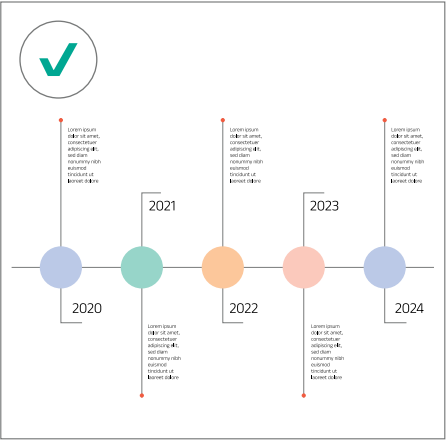 Lorem ipsum
dolor sit amet,
consectetuer
adipiscing elit,
sed diam
nonummy nibh
euismod
tincidunt ut
laoreet dolore
2020
2021
Lorem ipsum
dolor sit amet,
consectetuer
adipiscing elit,
sed diam
nonummy nibh
euismod
tincidunt ut
laoreet dolore
Lorem ipsum
dolor sit amet,
consectetuer
adipiscing elit,
sed diam
nonummy nibh
euismod
tincidunt ut
laoreet dolore
2022
2023
Lorem ipsum
dolor sit amet,
consectetuer
adipiscing elit,
sed diam
nonummy nibh
euismod
tincidunt ut
laoreet dolore
Lorem ipsum
dolor sit amet,
consectetuer
adipiscing elit,
sed diam
nonummy nibh
euismod
tincidunt ut
laoreet dolore
2024